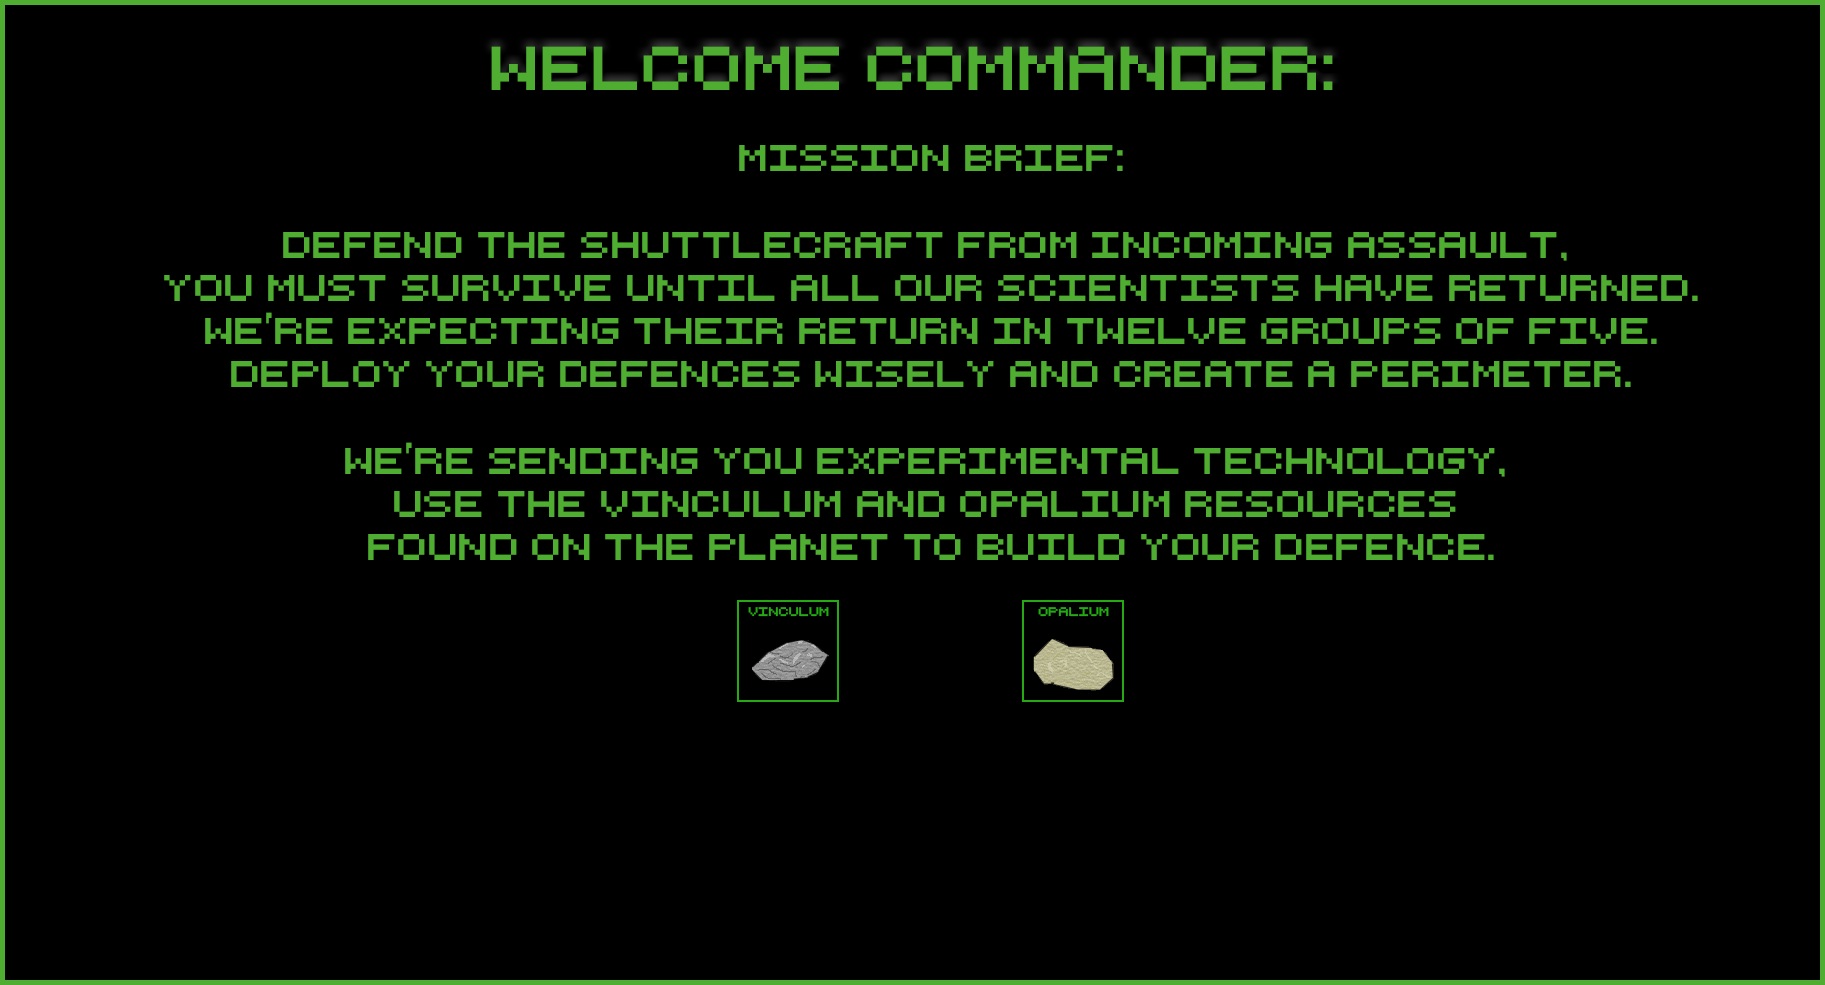 WELCOME COMMANDER:
MISSION BRIEF:
DEFEND THE SHUTTLECRAFT FROM INCOMING ASSAULT,
YOU MUST SURVIVE UNTIL ALL OUR SCIENTISTS HAVE RETURNED.
WE'RE EXPECTING THEIR RETURN IN TWELVE GROUPS OF FIVE.
DEPLOY YOUR DEFENCES WISELY AND CREATE A PERIMETER.
WE'RE SENDING YOU EXPERIMENTAL TECHNOLOGY,
USE THE VINCULUM AND OPALIUM RESOURCES
FOUND ON THE PLANET TO BUILD YOUR DEFENCE.
VINCULUM
OPALIUM